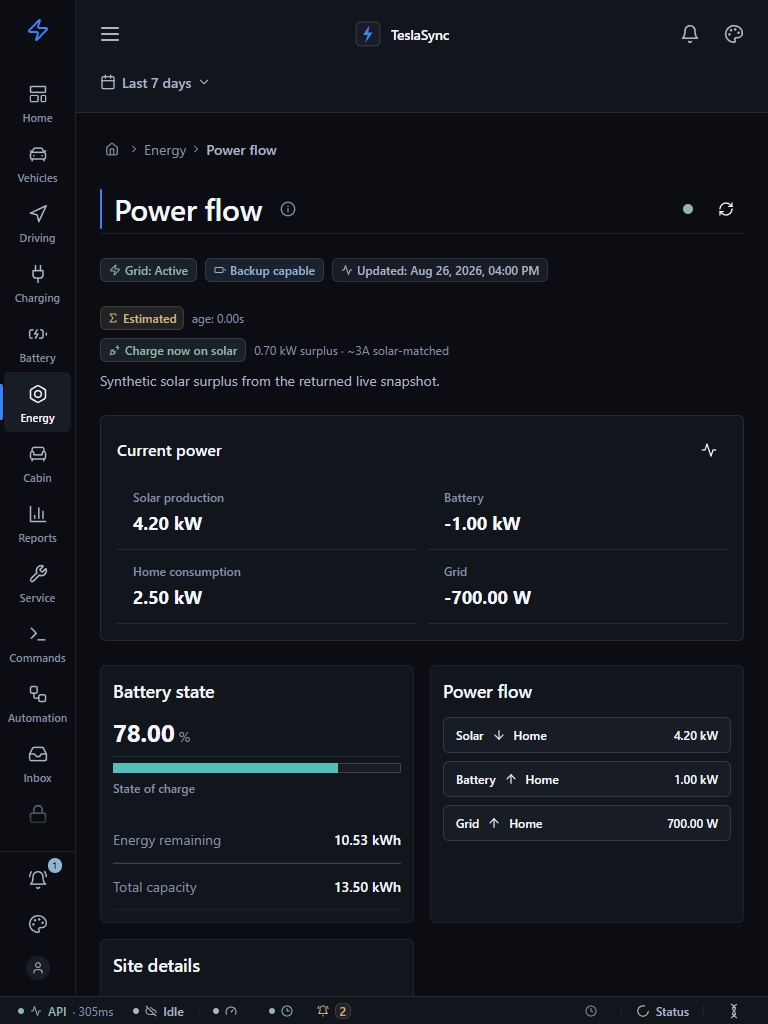 TeslaSync
Last 7 days
Home
Vehicles
Driving
Charging
Battery
Energy
Cabin
Reports
Service
Commands
Automation
Inbox
1
Energy > Power flow
Power flow
Grid: Active
Backup capable
Updated: Aug 26, 2026, 04:00 PM
Σ Estimated age: 0.00s
Charge now on solar 0.70 kW surplus · ~3A solar-matched
Synthetic solar surplus from the returned live snapshot.
Current power
Solar production
4.20 kW
Battery
-1.00 kW
Home consumption
2.50 kW
Grid
-700.00 W
Battery state
78.00 %
State of charge
Energy remaining 10.53 kWh
Total capacity 13.50 kWh
Power flow
Solar ↓ Home 4.20 kW
Battery ↑ Home 1.00 kW
Grid ↑ Home 700.00 W
Site details
API · 305ms
Idle
2
Status